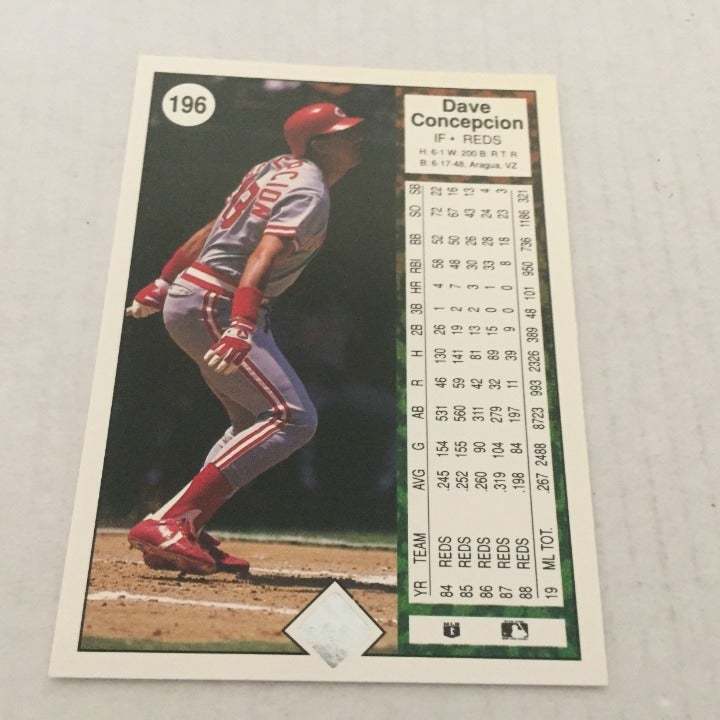 196
Dave
Concepcion
IF • REDS
H: 6-1 W: 200 B: R T: R
B: 6-17-48, Aragua, VZ
YR TEAM AVG G AB R H 2B 3B HR RBI BB SO SB
84 REDS .245 154 531 46 130 26 1 4 58 52 72 22
85 REDS .252 155 560 59 141 19 2 7 48 50 67 16
86 REDS .260 90 311 42 81 13 2 3 30 26 43 13
87 REDS .319 104 279 32 89 15 0 1 33 28 24 4
88 REDS .198 84 197 11 39 9 0 0 8 18 23 3
19 ML TOT. .267 2488 8723 993 2326 389 48 101 950 736 1186 321